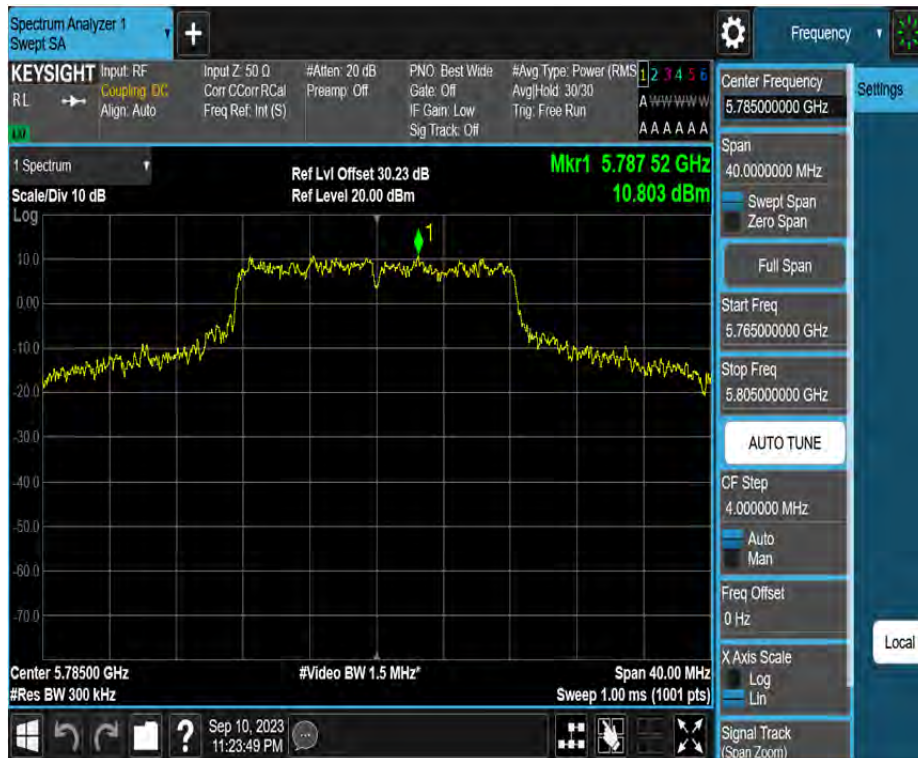 Spectrum Analyzer 1
Swept SA
+
Frequency
KEYSIGHT
RL
Input: RF
Coupling: DC
Align: Auto
Input Z: 50 Ω
Corr CCorr RCal
Freq Ref: Int (S)
#Atten: 20 dB
Preamp: Off
PNO: Best Wide
Gate: Off
IF Gain: Low
Sig Track: Off
#Avg Type: Power (RMS
Avg|Hold: 30/30
Trig: Free Run
1 2 3 4 5 6
A W W W W W
A A A A A A
1 Spectrum
Scale/Div 10 dB
Log
Ref Lvl Offset 30.23 dB
Ref Level 20.00 dBm
Mkr1 5.787 52 GHz
10.803 dBm
1
10.0
0.00
-10.0
-20.0
-30.0
-40.0
-50.0
-60.0
-70.0
Center 5.78500 GHz
#Res BW 300 kHz
#Video BW 1.5 MHz*
Span 40.00 MHz
Sweep 1.00 ms (1001 pts)
?
Sep 10, 2023
11:23:49 PM
Center Frequency
5.785000000 GHz
Span
40.0000000 MHz
Swept Span
Zero Span
Full Span
Start Freq
5.765000000 GHz
Stop Freq
5.805000000 GHz
AUTO TUNE
CF Step
4.000000 MHz
Auto
Man
Freq Offset
0 Hz
X Axis Scale
Log
Lin
Signal Track
(Span Zoom)
Settings
Local